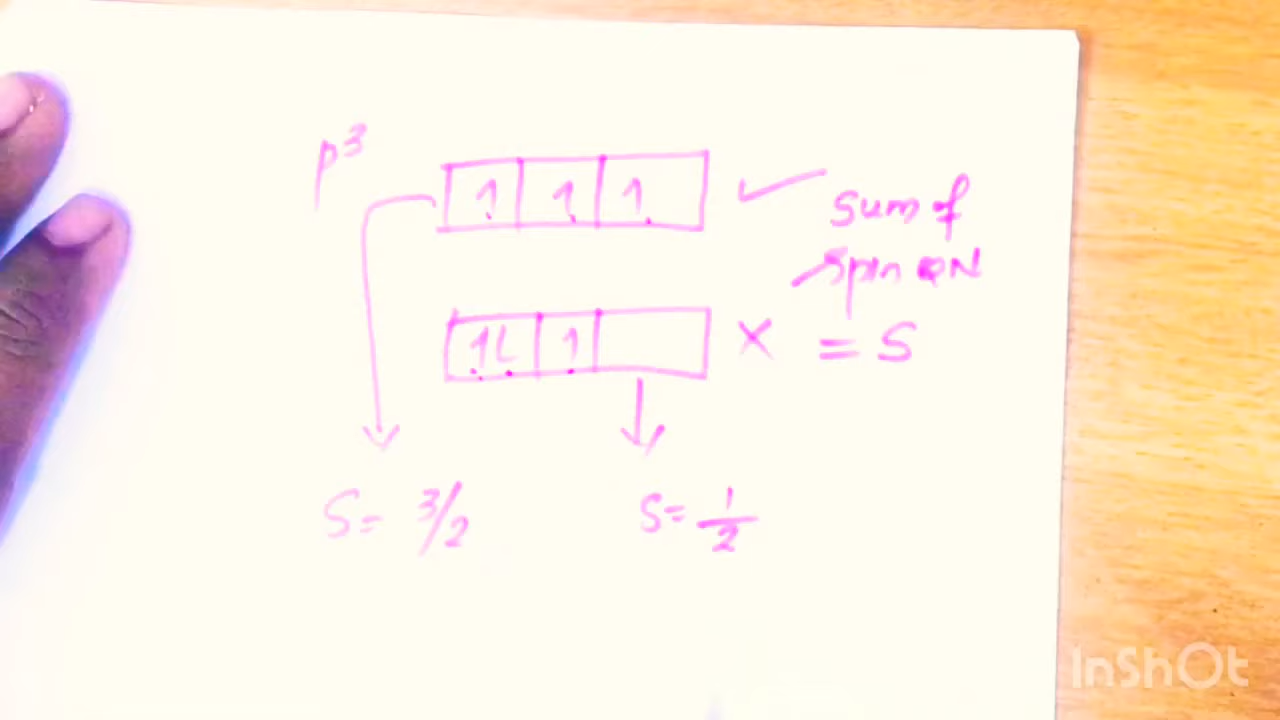 p³
1 1 1 ✓
sum of
spin QN
1L 1 X = S
S = 3/2
S = 1/2
InShOt